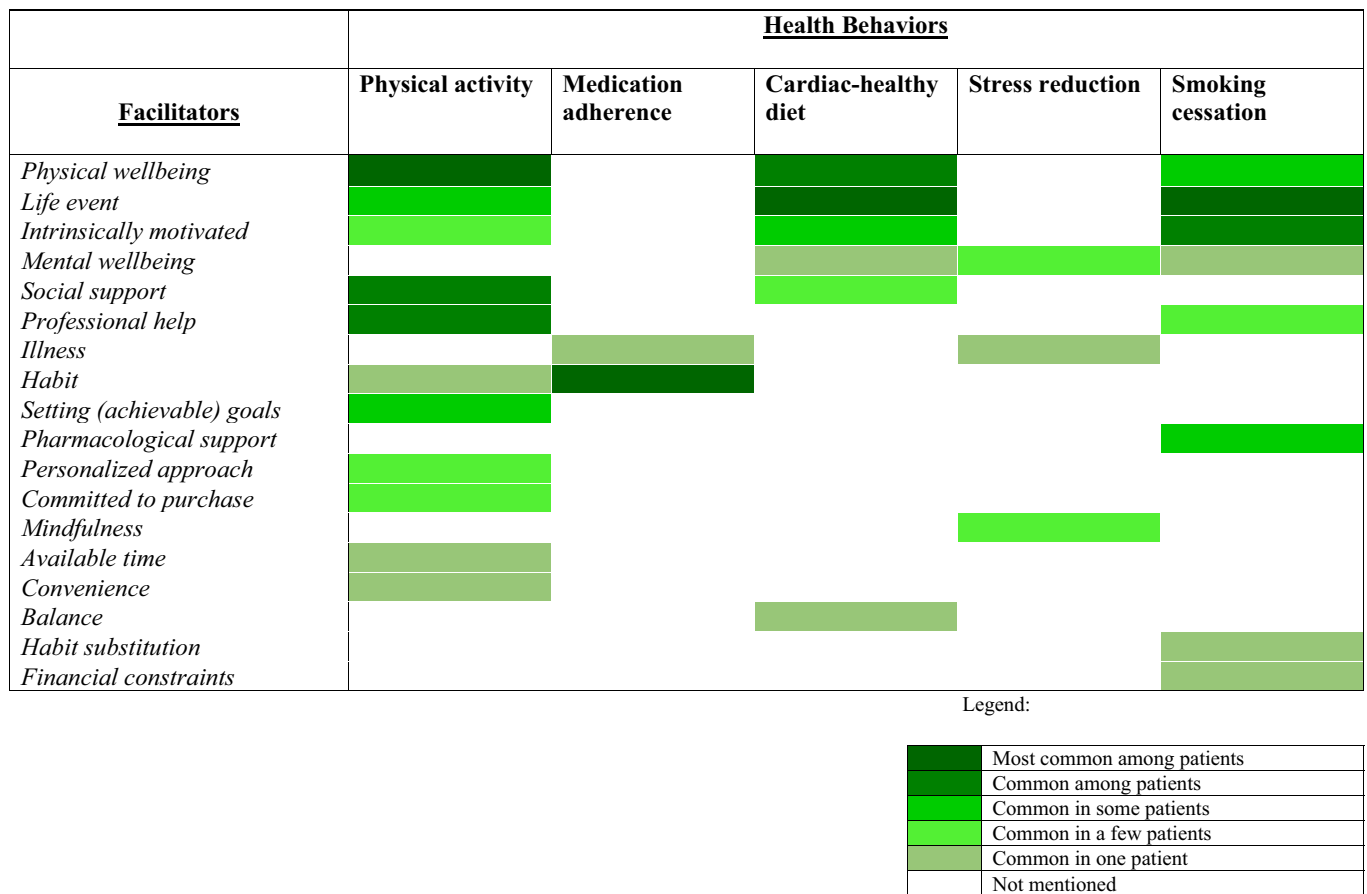 Health Behaviors
Facilitators
Physical activity
Medication
adherence
Cardiac-healthy
diet
Stress reduction
Smoking
cessation
Physical wellbeing
Life event
Intrinsically motivated
Mental wellbeing
Social support
Professional help
Illness
Habit
Setting (achievable) goals
Pharmacological support
Personalized approach
Committed to purchase
Mindfulness
Available time
Convenience
Balance
Habit substitution
Financial constraints
Legend:
Most common among patients
Common among patients
Common in some patients
Common in a few patients
Common in one patient
Not mentioned